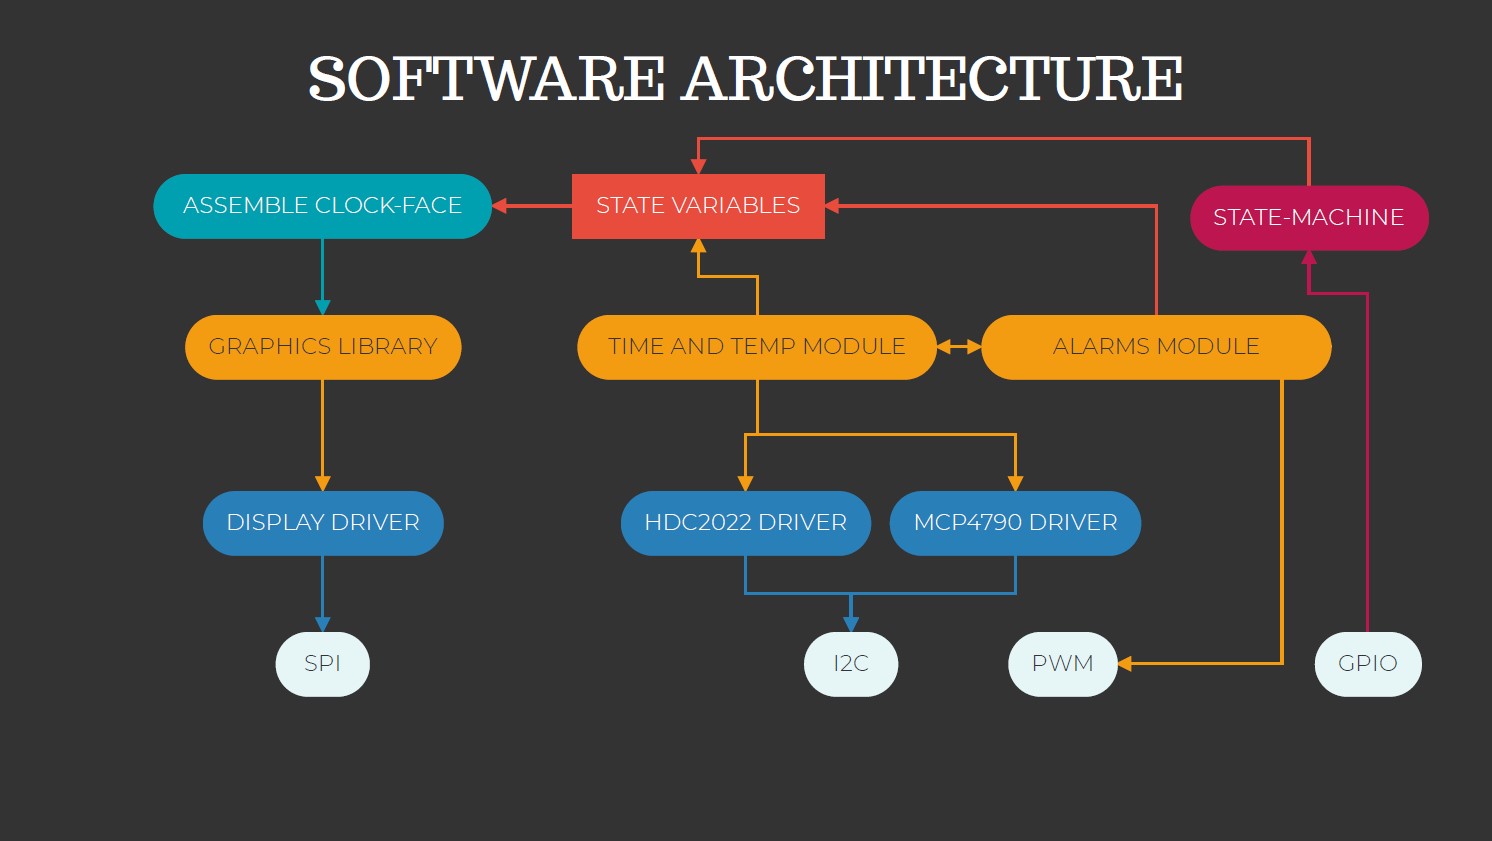 SOFTWARE ARCHITECTURE
ASSEMBLE CLOCK-FACE
STATE VARIABLES
STATE-MACHINE
GRAPHICS LIBRARY
TIME AND TEMP MODULE
ALARMS MODULE
DISPLAY DRIVER
HDC2022 DRIVER
MCP4790 DRIVER
SPI
I2C
PWM
GPIO